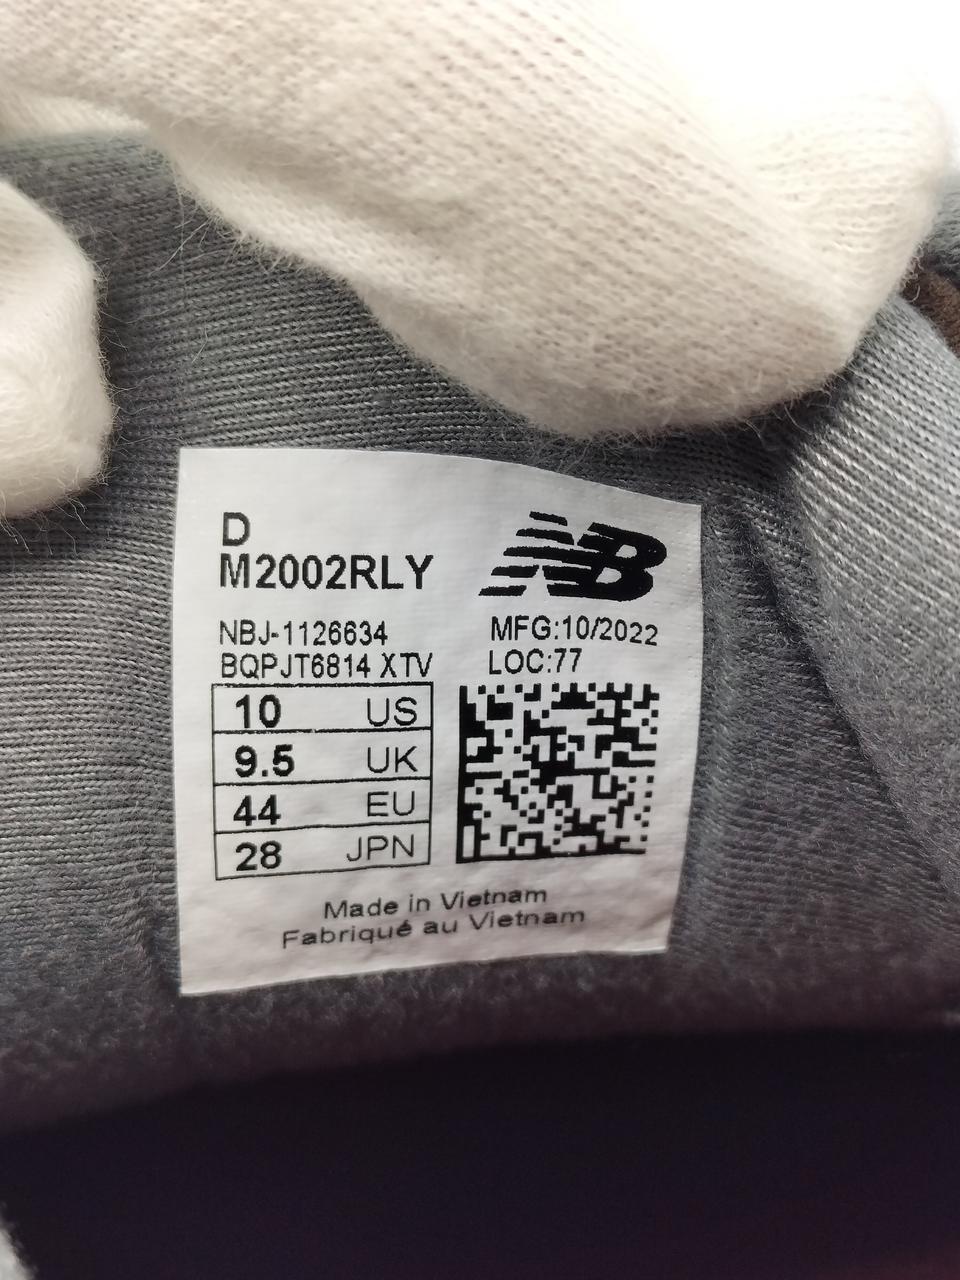 D
M2002RLY
NB
NBJ-1126634
BQPJT6814 XTV
MFG:10/2022
LOC:77
10 US
9.5 UK
44 EU
28 JPN
Made in Vietnam
Fabriqué au Vietnam